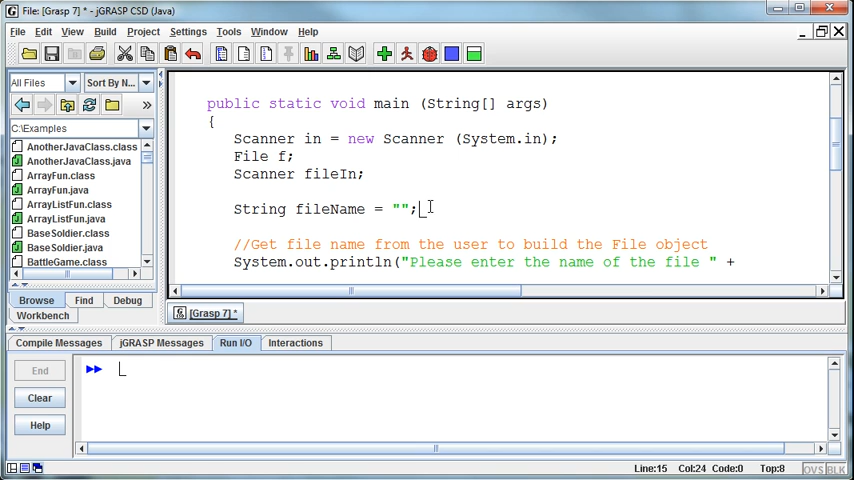 File: [Grasp 7] * - jGRASP CSD (Java)
File Edit View Build Project Settings Tools Window Help
All Files Sort By N...
C:\Examples
AnotherJavaClass.class
AnotherJavaClass.java
ArrayFun.class
ArrayFun.java
ArrayListFun.class
ArrayListFun.java
BaseSoldier.class
BaseSoldier.java
BattleGame.class
Browse Find Debug
Workbench
public static void main (String[] args)
{
Scanner in = new Scanner (System.in);
File f;
Scanner fileIn;
String fileName = "";
//Get file name from the user to build the File object
System.out.println("Please enter the name of the file " +
[Grasp 7] *
Compile Messages jGRASP Messages Run I/O Interactions
End
Clear
Help
Line:15 Col:24 Code:0 Top:8 OVS BLK